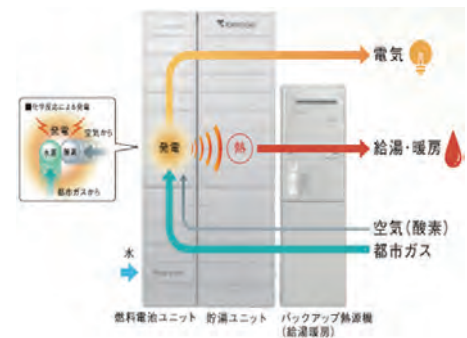 電気
■化学反応による発電
発電
空気から
水素
酸素
都市ガスから
発電
熱
給湯・暖房
空気(酸素)
都市ガス
水
燃料電池ユニット
貯湯ユニット
バックアップ熱源機
(給湯暖房)